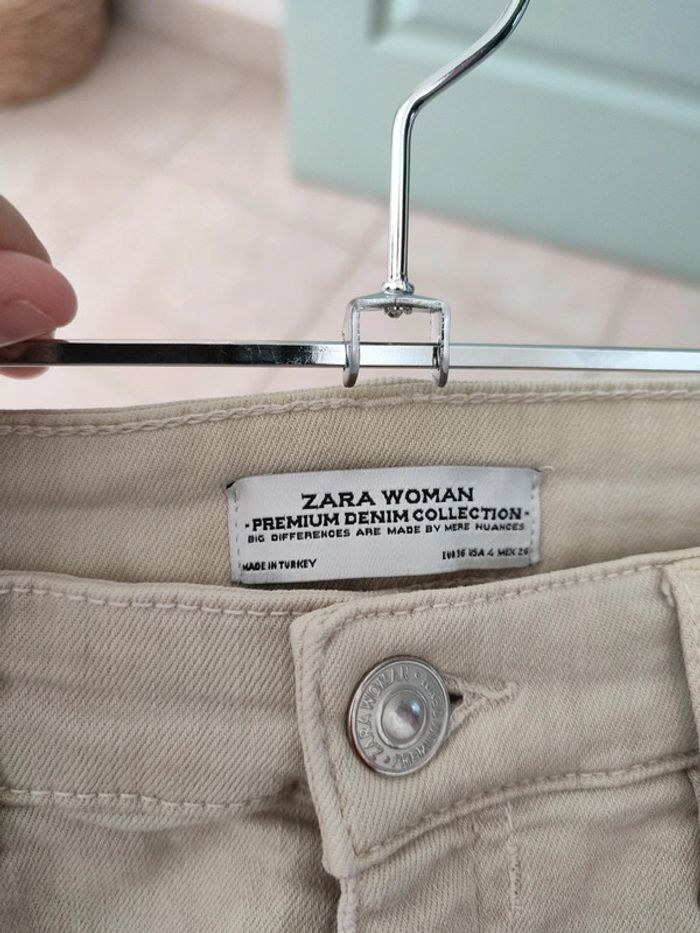 ZARA WOMAN
- PREMIUM DENIM COLLECTION -
BIG DIFFERENCES ARE MADE BY MERE NUANCES
MADE IN TURKEY
EUR 36 USA 4 MEX 26
ZARA WOMAN